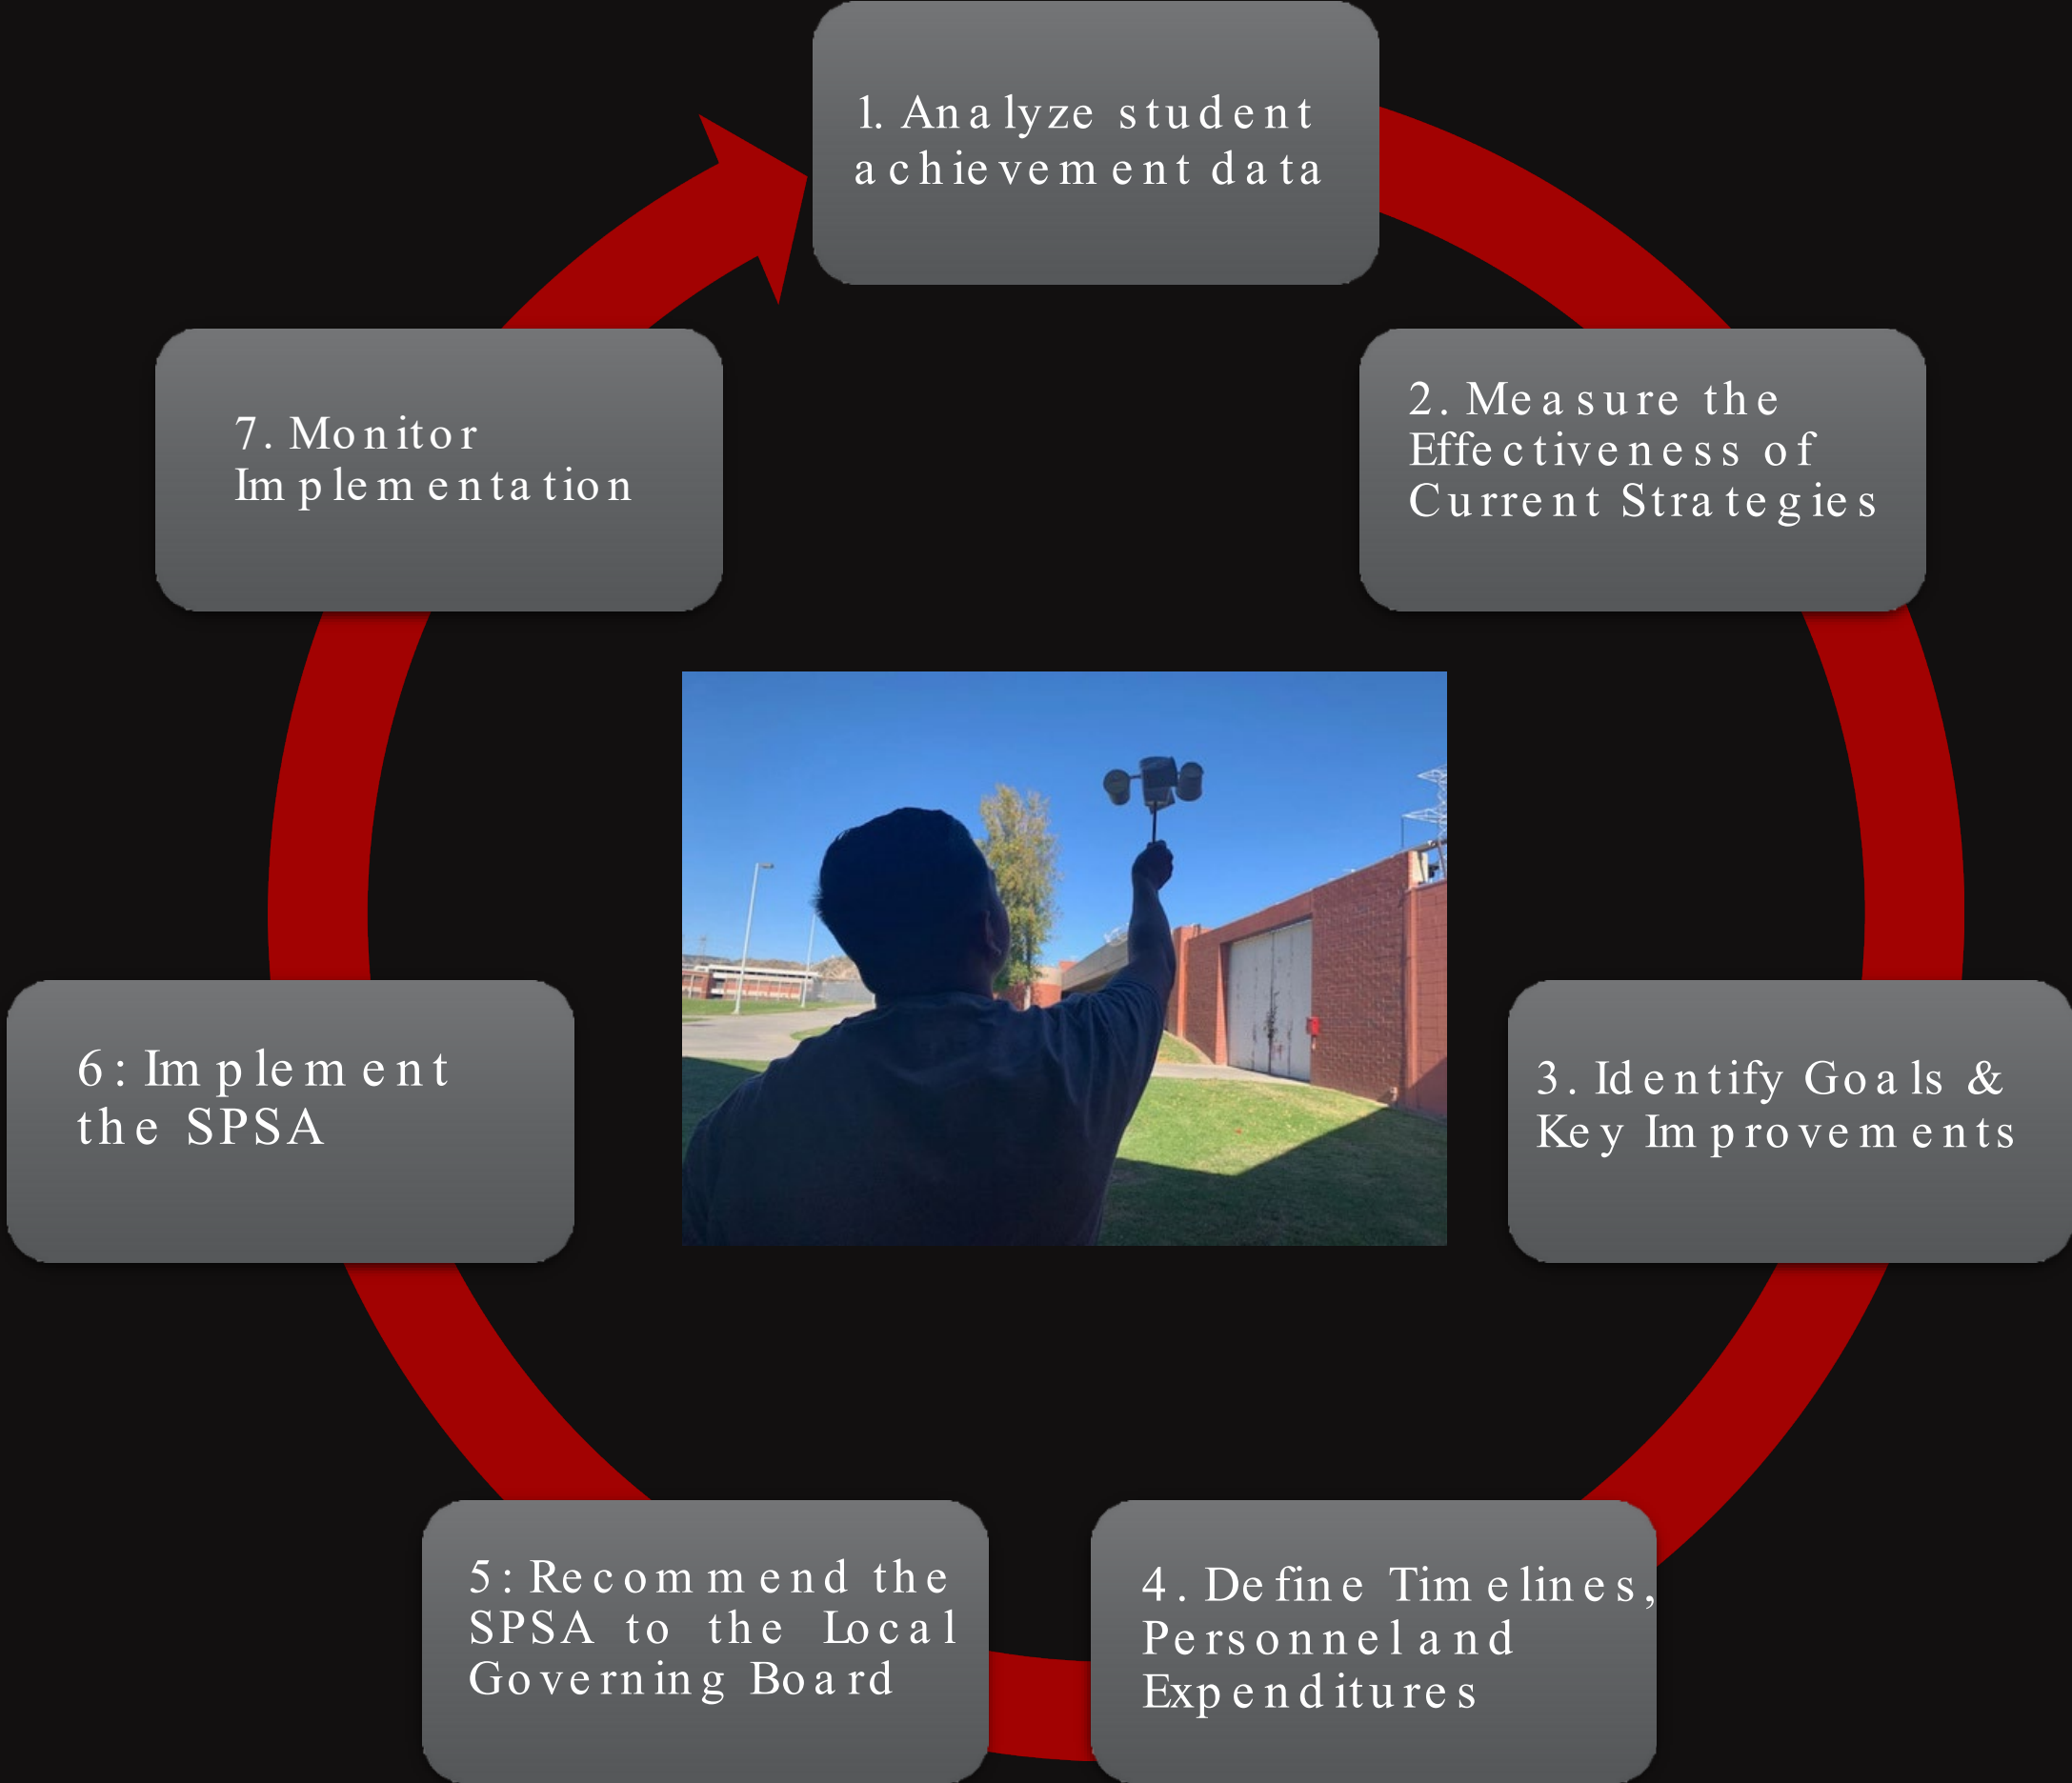 1. Analyze student
achievement data
2. Measure the
Effectiveness of
Current Strategies
3. Identify Goals &
Key Improvements
4. Define Timelines,
Personnel and
Expenditures
5: Recommend the
SPSA to the Local
Governing Board
6: Implement
the SPSA
7. Monitor
Implementation